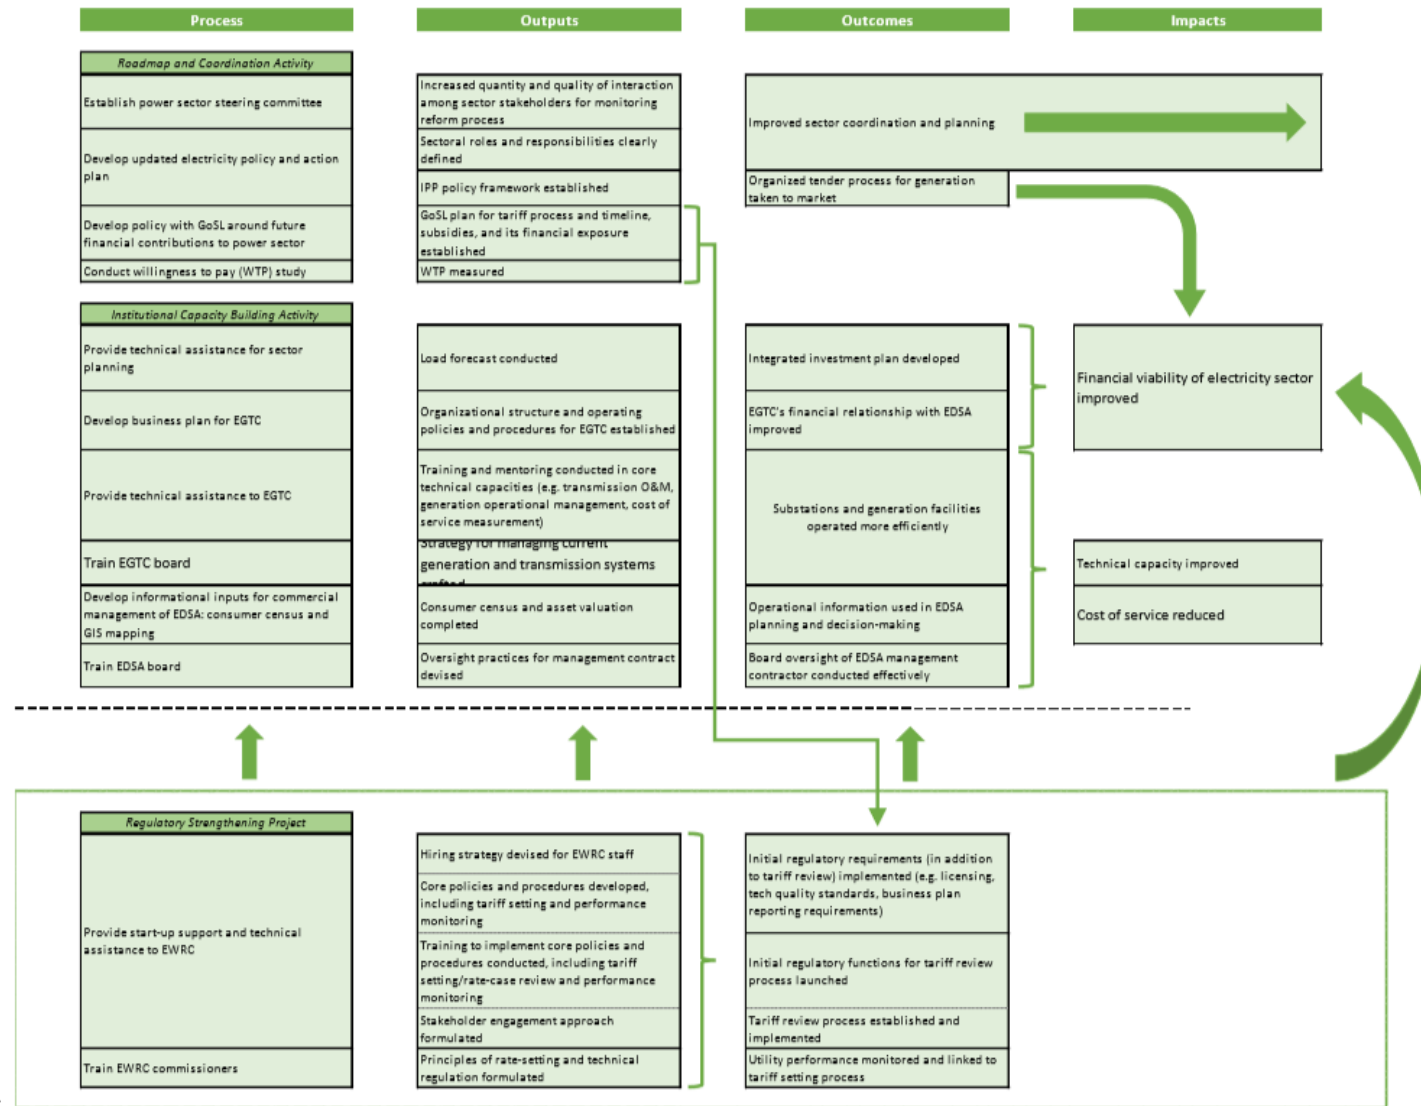 Process
Outputs
Outcomes
Impacts
Roadmap and Coordination Activity
Establish power sector steering committee
Increased quantity and quality of interaction
among sector stakeholders for monitoring
reform process
Improved sector coordination and planning
Develop updated electricity policy and action
plan
Sectoral roles and responsibilities clearly
defined
IPP policy framework established
Organized tender process for generation
taken to market
Develop policy with GoSL around future
financial contributions to power sector
GoSL plan for tariff process and timeline,
subsidies, and its financial exposure
established
Conduct willingness to pay (WTP) study
WTP measured
Institutional Capacity Building Activity
Provide technical assistance for sector
planning
Load forecast conducted
Integrated investment plan developed
Financial viability of electricity sector
improved
Develop business plan for EGTC
Organizational structure and operating
policies and procedures for EGTC established
EGTC's financial relationship with EDSA
improved
Provide technical assistance to EGTC
Training and mentoring conducted in core
technical capacities (e.g. transmission O&M,
generation operational management, cost of
service measurement)
Substations and generation facilities
operated more efficiently
Train EGTC board
Strategy for managing current
generation and transmission systems
crafted
Technical capacity improved
Develop informational inputs for commercial
management of EDSA: consumer census and
GIS mapping
Consumer census and asset valuation
completed
Operational information used in EDSA
planning and decision-making
Cost of service reduced
Train EDSA board
Oversight practices for management contract
devised
Board oversight of EDSA management
contractor conducted effectively
Regulatory Strengthening Project
Provide start-up support and technical
assistance to EWRC
Hiring strategy devised for EWRC staff
Core policies and procedures developed,
including tariff setting and performance
monitoring
Training to implement core policies and
procedures conducted, including tariff
setting/rate-case review and performance
monitoring
Stakeholder engagement approach
formulated
Initial regulatory requirements (in addition
to tariff review) implemented (e.g. licensing,
tech quality standards, business plan
reporting requirements)
Initial regulatory functions for tariff review
process launched
Tariff review process established and
implemented
Train EWRC commissioners
Principles of rate-setting and technical
regulation formulated
Utility performance monitored and linked to
tariff setting process